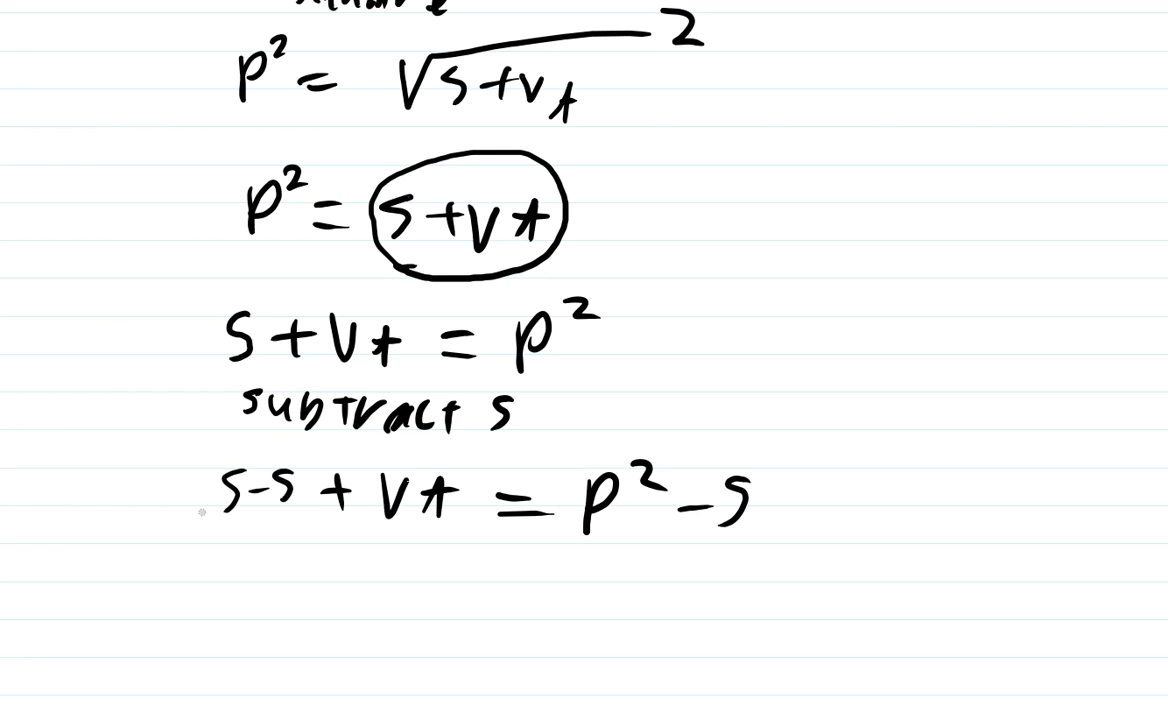 p² = √s+vt ²
p² = s+vt
s+vt = p²
subtract s
s-s + vt = p² - s